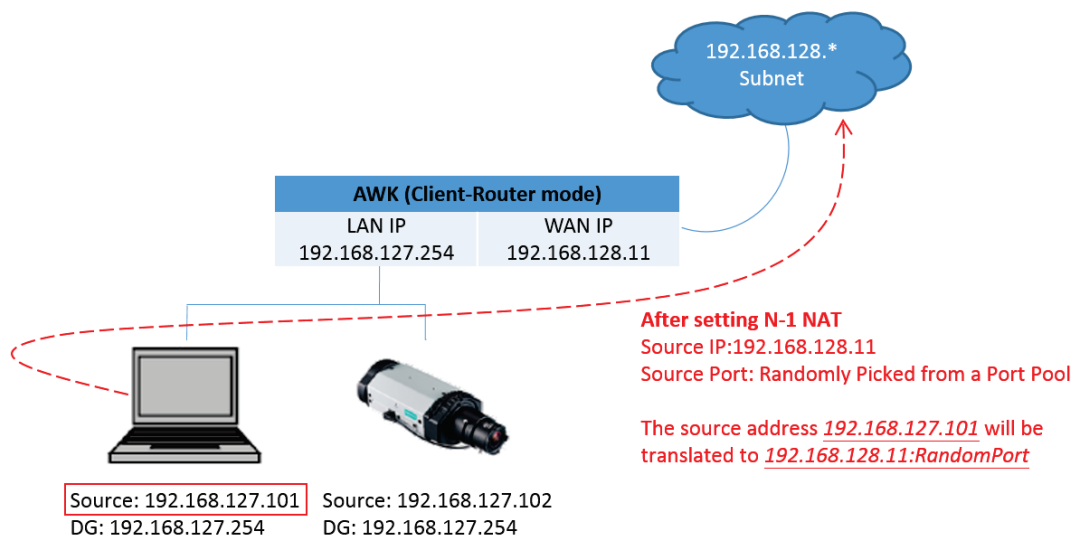 192.168.128.*
Subnet
AWK (Client-Router mode)
LAN IP
192.168.127.254
WAN IP
192.168.128.11
After setting N-1 NAT
Source IP:192.168.128.11
Source Port: Randomly Picked from a Port Pool
The source address 192.168.127.101 will be
translated to 192.168.128.11:RandomPort
Source: 192.168.127.101
DG: 192.168.127.254
Source: 192.168.127.102
DG: 192.168.127.254